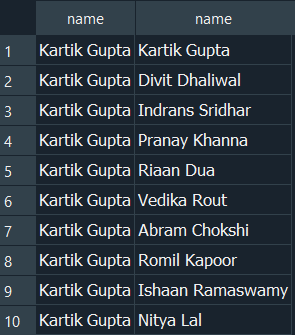 name name
1 Kartik Gupta Kartik Gupta
2 Kartik Gupta Divit Dhaliwal
3 Kartik Gupta Indrans Sridhar
4 Kartik Gupta Pranay Khanna
5 Kartik Gupta Riaan Dua
6 Kartik Gupta Vedika Rout
7 Kartik Gupta Abram Chokshi
8 Kartik Gupta Romil Kapoor
9 Kartik Gupta Ishaan Ramaswamy
10 Kartik Gupta Nitya Lal